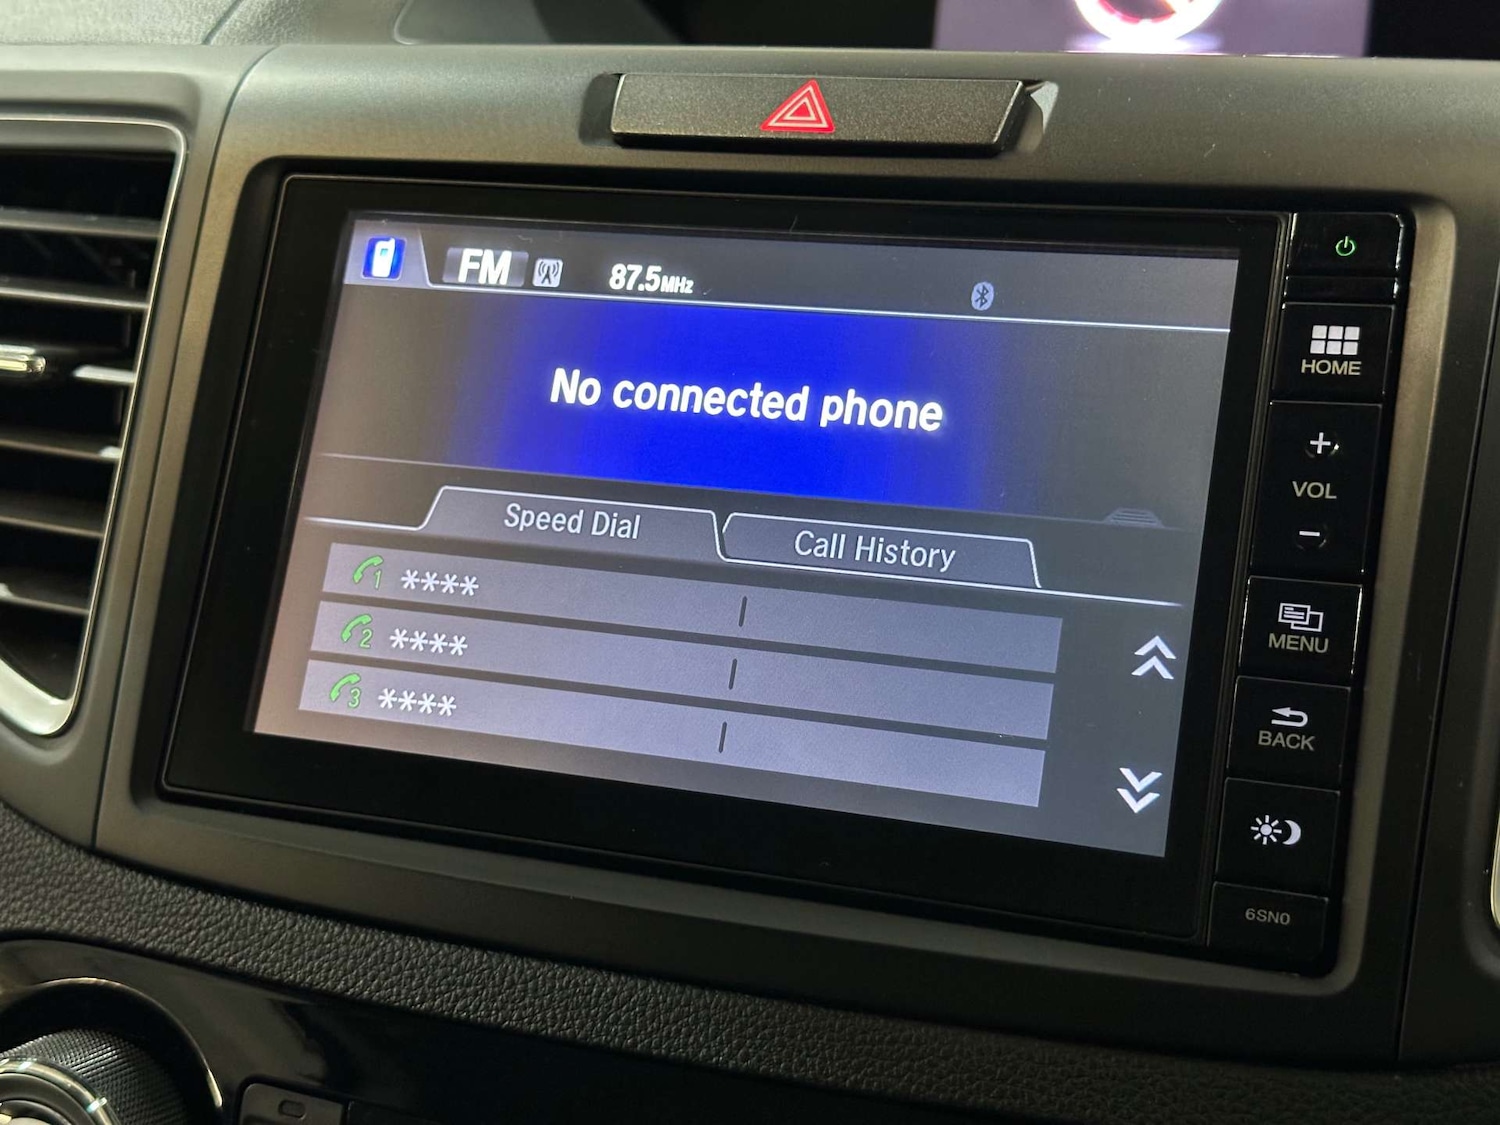 FM 87.5MHz
No connected phone
Speed Dial
Call History
1 ****
2 ****
3 ****
HOME
+
VOL
−
MENU
BACK
6SN0